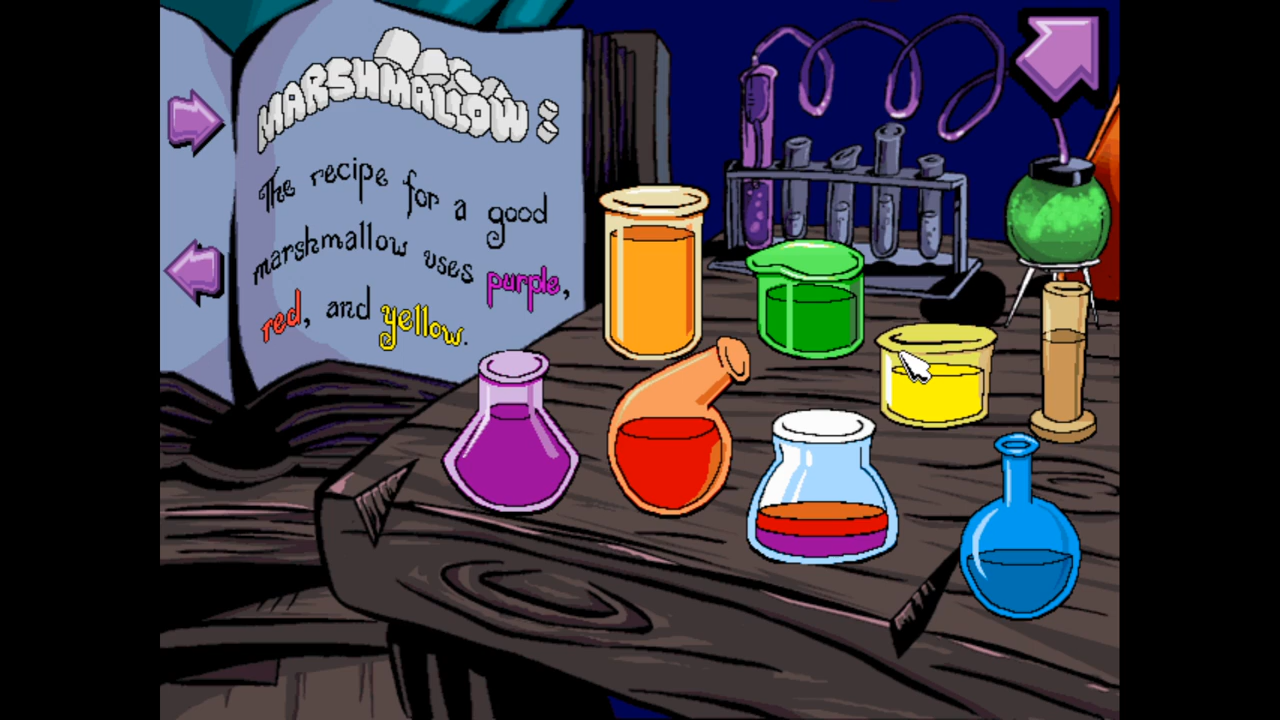 MARSHMALLOW:
The recipe for a good
marshmallow uses purple,
red, and yellow.